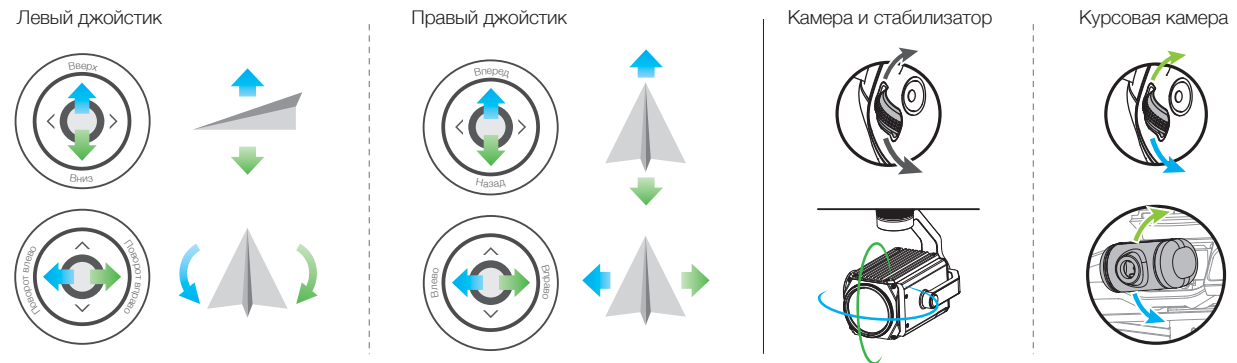 Левый джойстик
Правый джойстик
Камера и стабилизатор
Курсовая камера
Вверх
Вниз
Вперед
Назад
Поворот влево
Поворот вправо
Влево
Вправо